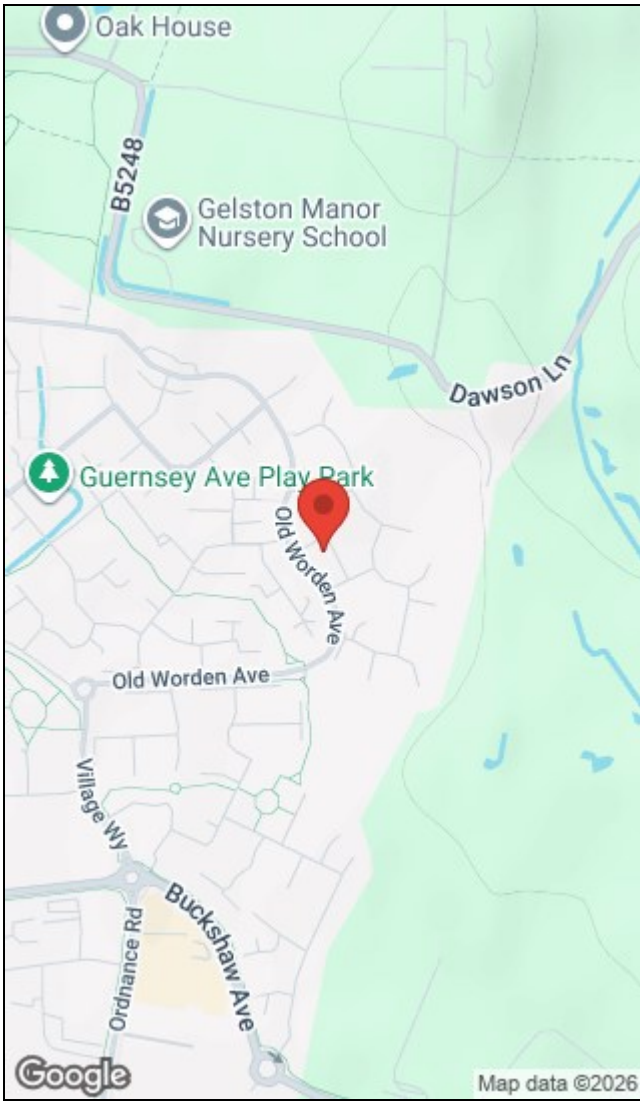 Oak House
B5248
Gelston Manor
Nursery School
Dawson Ln
Guernsey Ave Play Park
Old Worden Ave
Old Worden Ave
Village Wy
Buckshaw Ave
Ordnance Rd
Google
Map data ©2026